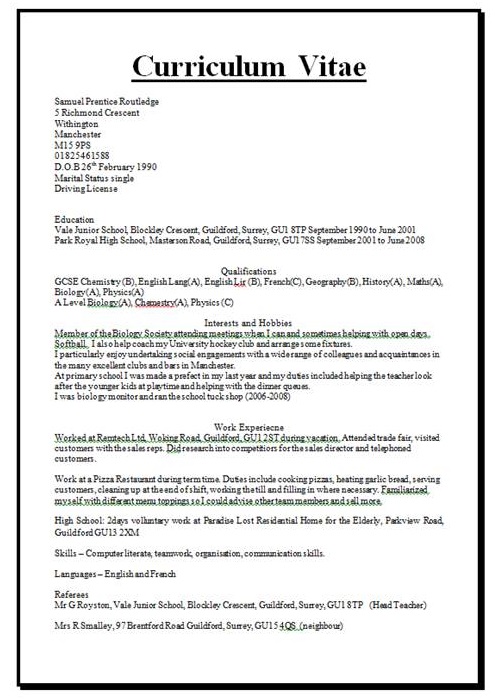 Curriculum Vitae
Samuel Prentice Routledge
5 Richmond Crescent
Withington
Manchester
M15 9PS
01825461588
D.O.B 26th February 1990
Marital Status single
Driving License
Education
Vale Junior School, Blockley Crescent, Guildford, Surrey, GU1 8TP September 1990 to June 2001
Park Royal High School, Masterson Road, Guildford, Surrey, GU17SS September 2001 to June 2008
Qualifications
GCSE Chemistry (B), English Lang(A), English Lir (B), French(C), Geography(B), History(A), Maths(A),
Biology(A), Physics(A)
A Level Biology(A), Chemestry(A), Physics (C)
Interests and Hobbies
Member of the Biology Society attending meetings when I can and sometimes helping with open days.
Softball. I also help coach my University hockey club and arrange some fixtures.
I particularly enjoy undertaking social engagements with a wide range of colleagues and acquaintances in
the many excellent clubs and bars in Manchester.
At primary school I was made a prefect in my last year and my duties included helping the teacher look
after the younger kids at playtime and helping with the dinner queues.
I was biology monitor and ran the school tuck shop (2006-2008)
Work Experiecne
Worked at Remtech Ltd, Woking Road, Guildford, GU1 2ST during vacation. Attended trade fair, visited
customers with the sales reps. Did research into competitors for the sales director and telephoned
customers.
Work at a Pizza Restaurant during term time. Duties include cooking pizzas, heating garlic bread, serving
customers, cleaning up at the end of shift, working the till and filling in where necessary. Familiarized
myself with different menu toppings so I could advise other team members and sell more.
High School: 2days voluntary work at Paradise Lost Residential Home for the Elderly, Parkview Road,
Guildford GU13 2XM
Skills – Computer literate, teamwork, organisation, communication skills.
Languages – English and French
Referees
Mr G Royston, Vale Junior School, Blockley Crescent, Guildford, Surrey, GU1 8TP (Head Teacher)
Mrs R Smalley, 97 Brentford Road Guildford, Surrey, GU15 4QS (neighbour)